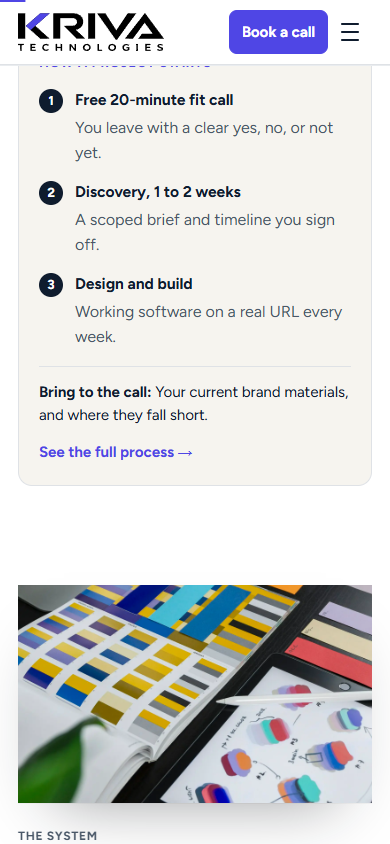 KRIVA
TECHNOLOGIES
Book a call
1 Free 20-minute fit call
You leave with a clear yes, no, or not
yet.
2 Discovery, 1 to 2 weeks
A scoped brief and timeline you sign
off.
3 Design and build
Working software on a real URL every
week.
Bring to the call: Your current brand materials,
and where they fall short.
See the full process →
THE SYSTEM